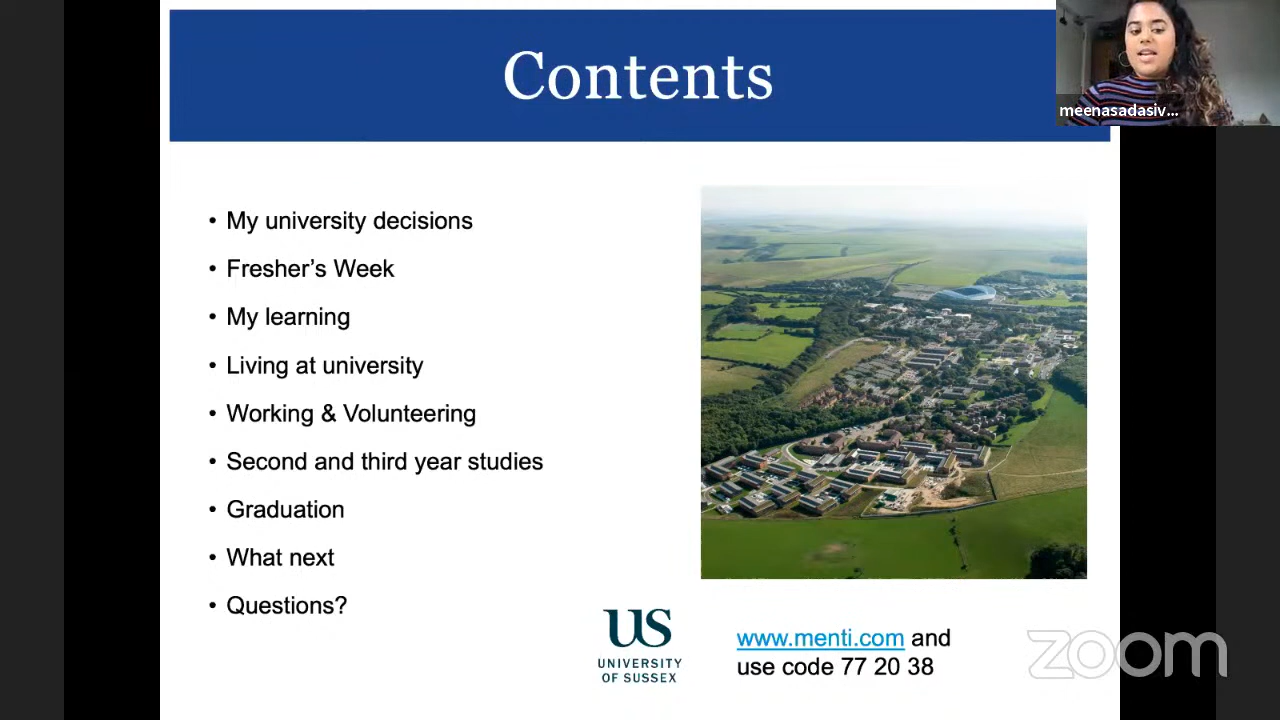 Contents
meenasadasiv...
• My university decisions
• Fresher’s Week
• My learning
• Living at university
• Working & Volunteering
• Second and third year studies
• Graduation
• What next
• Questions?
US
UNIVERSITY
OF SUSSEX
www.menti.com and
use code 77 20 38
zoom